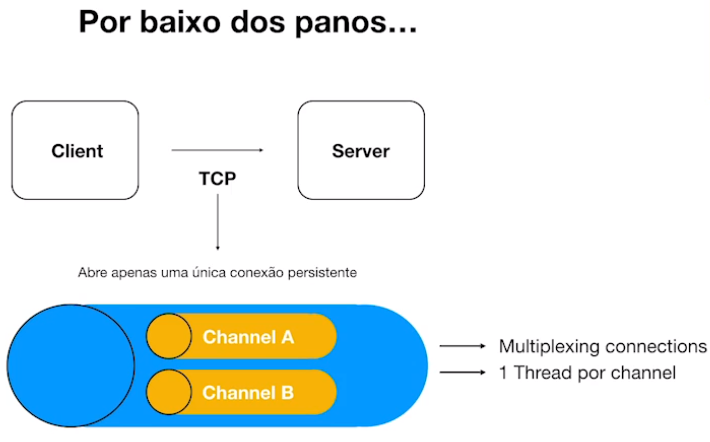 Por baixo dos panos...
Client
Server
TCP
Abre apenas uma única conexão persistente
Channel A
Channel B
Multiplexing connections
1 Thread por channel